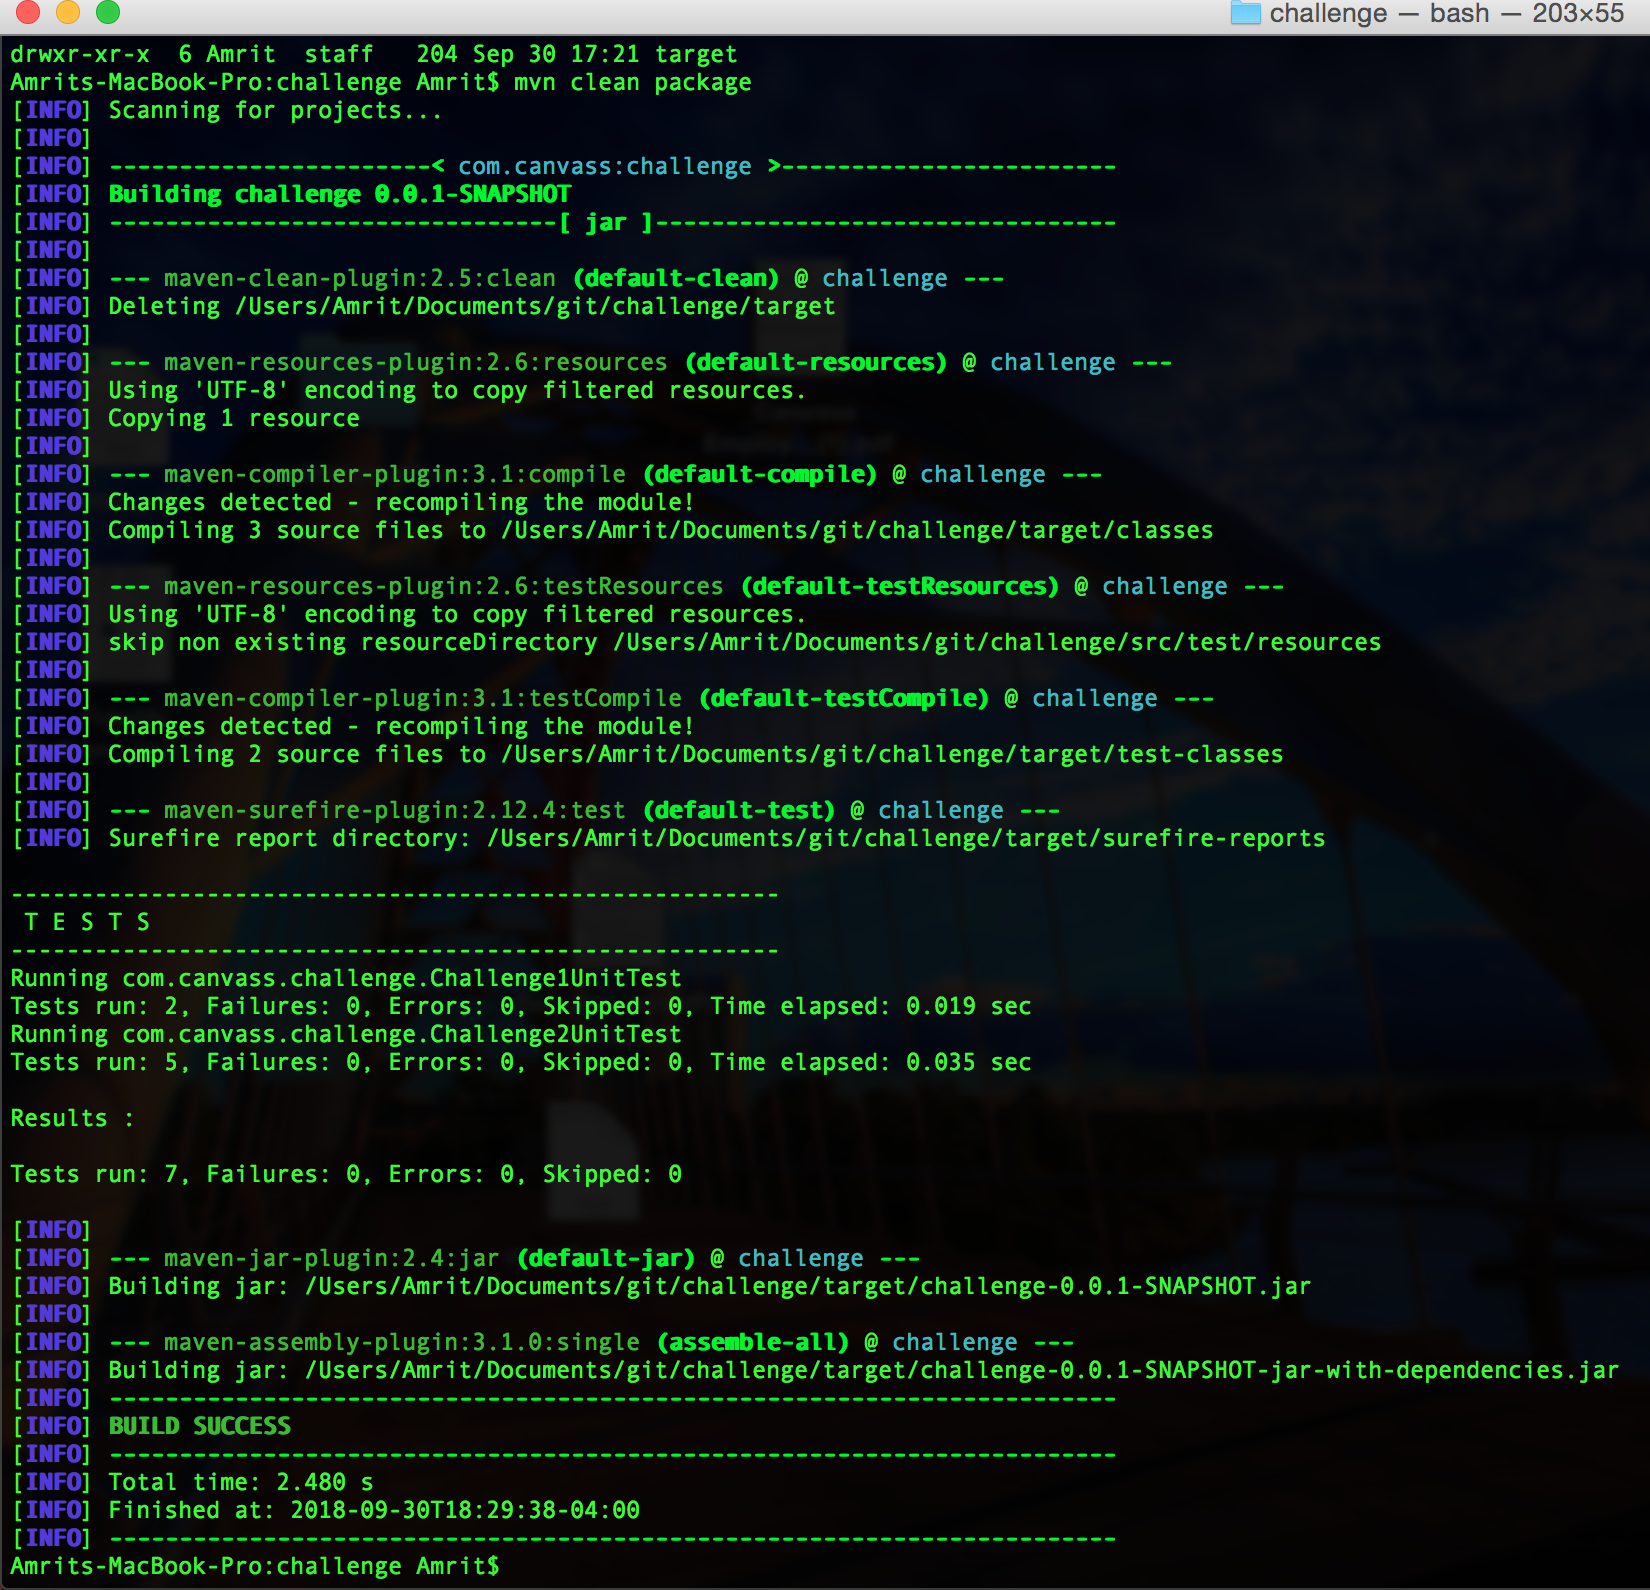 challenge — bash — 203×55
drwxr-xr-x  6 Amrit  staff   204 Sep 30 17:21 target
Amrits-MacBook-Pro:challenge Amrit$ mvn clean package
[INFO] Scanning for projects...
[INFO]
[INFO] -----------------------< com.canvass:challenge >------------------------
[INFO] Building challenge 0.0.1-SNAPSHOT
[INFO] --------------------------------[ jar ]---------------------------------
[INFO]
[INFO] --- maven-clean-plugin:2.5:clean (default-clean) @ challenge ---
[INFO] Deleting /Users/Amrit/Documents/git/challenge/target
[INFO]
[INFO] --- maven-resources-plugin:2.6:resources (default-resources) @ challenge ---
[INFO] Using 'UTF-8' encoding to copy filtered resources.
[INFO] Copying 1 resource
[INFO]
[INFO] --- maven-compiler-plugin:3.1:compile (default-compile) @ challenge ---
[INFO] Changes detected - recompiling the module!
[INFO] Compiling 3 source files to /Users/Amrit/Documents/git/challenge/target/classes
[INFO]
[INFO] --- maven-resources-plugin:2.6:testResources (default-testResources) @ challenge ---
[INFO] Using 'UTF-8' encoding to copy filtered resources.
[INFO] skip non existing resourceDirectory /Users/Amrit/Documents/git/challenge/src/test/resources
[INFO]
[INFO] --- maven-compiler-plugin:3.1:testCompile (default-testCompile) @ challenge ---
[INFO] Changes detected - recompiling the module!
[INFO] Compiling 2 source files to /Users/Amrit/Documents/git/challenge/target/test-classes
[INFO]
[INFO] --- maven-surefire-plugin:2.12.4:test (default-test) @ challenge ---
[INFO] Surefire report directory: /Users/Amrit/Documents/git/challenge/target/surefire-reports
-------------------------------------------------------
 T E S T S
-------------------------------------------------------
Running com.canvass.challenge.Challenge1UnitTest
Tests run: 2, Failures: 0, Errors: 0, Skipped: 0, Time elapsed: 0.019 sec
Running com.canvass.challenge.Challenge2UnitTest
Tests run: 5, Failures: 0, Errors: 0, Skipped: 0, Time elapsed: 0.035 sec
Results :
Tests run: 7, Failures: 0, Errors: 0, Skipped: 0
[INFO]
[INFO] --- maven-jar-plugin:2.4:jar (default-jar) @ challenge ---
[INFO] Building jar: /Users/Amrit/Documents/git/challenge/target/challenge-0.0.1-SNAPSHOT.jar
[INFO]
[INFO] --- maven-assembly-plugin:3.1.0:single (assemble-all) @ challenge ---
[INFO] Building jar: /Users/Amrit/Documents/git/challenge/target/challenge-0.0.1-SNAPSHOT-jar-with-dependencies.jar
[INFO] ------------------------------------------------------------------------
[INFO] BUILD SUCCESS
[INFO] ------------------------------------------------------------------------
[INFO] Total time: 2.480 s
[INFO] Finished at: 2018-09-30T18:29:38-04:00
[INFO] ------------------------------------------------------------------------
Amrits-MacBook-Pro:challenge Amrit$